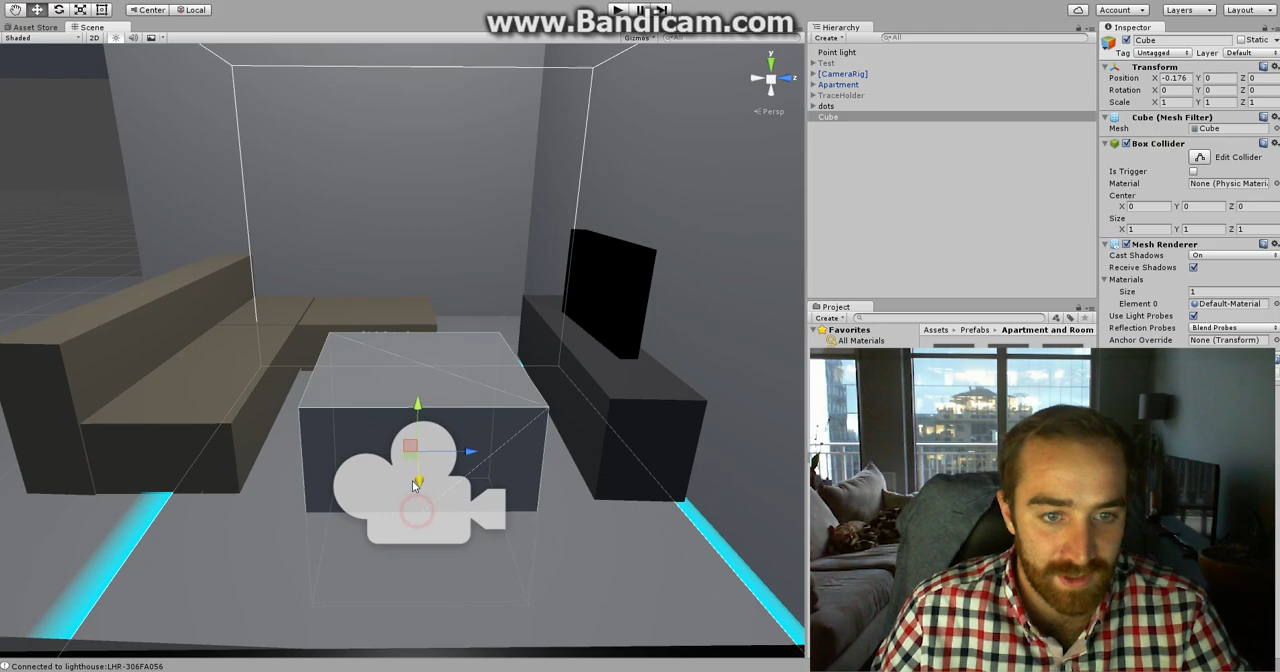 www.Bandicam.com
Center
Local
Account
Layers
Layout
Asset Store
Scene
Shaded
2D
Gizmos
All
y
z
Persp
Hierarchy
Create
All
Point light
Test
[CameraRig]
Apartment
TraceHolder
dots
Cube
Project
Create
Favorites
All Materials
Assets
Prefabs
Apartment and Room
Inspector
Cube
Static
Tag Untagged Layer Default
Transform
Position X -0.176 Y 0 Z 0
Rotation X 0 Y 0 Z 0
Scale X 1 Y 1 Z 1
Cube (Mesh Filter)
Mesh Cube
Box Collider
Edit Collider
Is Trigger
Material None (Physic Materi
Center
X 0 Y 0 Z 0
Size
X 1 Y 1 Z 1
Mesh Renderer
Cast Shadows On
Receive Shadows
Materials
Size 1
Element 0 Default-Material
Use Light Probes
Reflection Probes Blend Probes
Anchor Override None (Transform)
Connected to lighthouse:LHR-306FA056